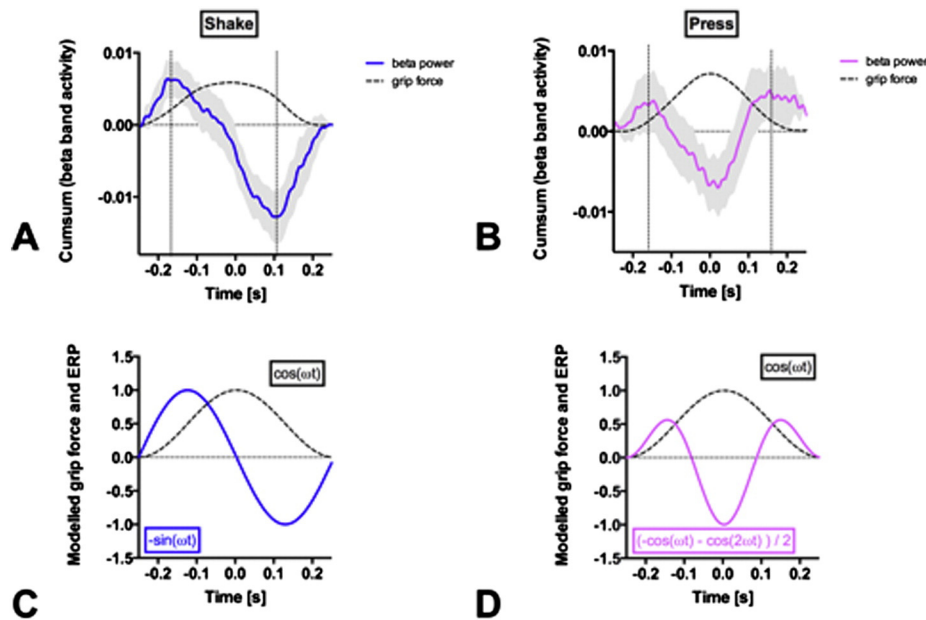 Shake
Press
beta power
grip force
beta power
grip force
Cumsum (beta band activity)
0.01
0.00
-0.01
-0.2 -0.1 0.0 0.1 0.2
Time [s]
A
Cumsum (beta band activity)
0.01
0.00
-0.01
-0.2 -0.1 0.0 0.1 0.2
Time [s]
B
Modelled grip force and ERP
1.5
1.0
0.5
0.0
-0.5
-1.0
-1.5
cos(ωt)
-sin(ωt)
-0.2 -0.1 0.0 0.1 0.2
Time [s]
C
Modelled grip force and ERP
1.5
1.0
0.5
0.0
-0.5
-1.0
-1.5
cos(ωt)
(-cos(ωt) - cos(2ωt) ) / 2
-0.2 -0.1 0.0 0.1 0.2
Time [s]
D